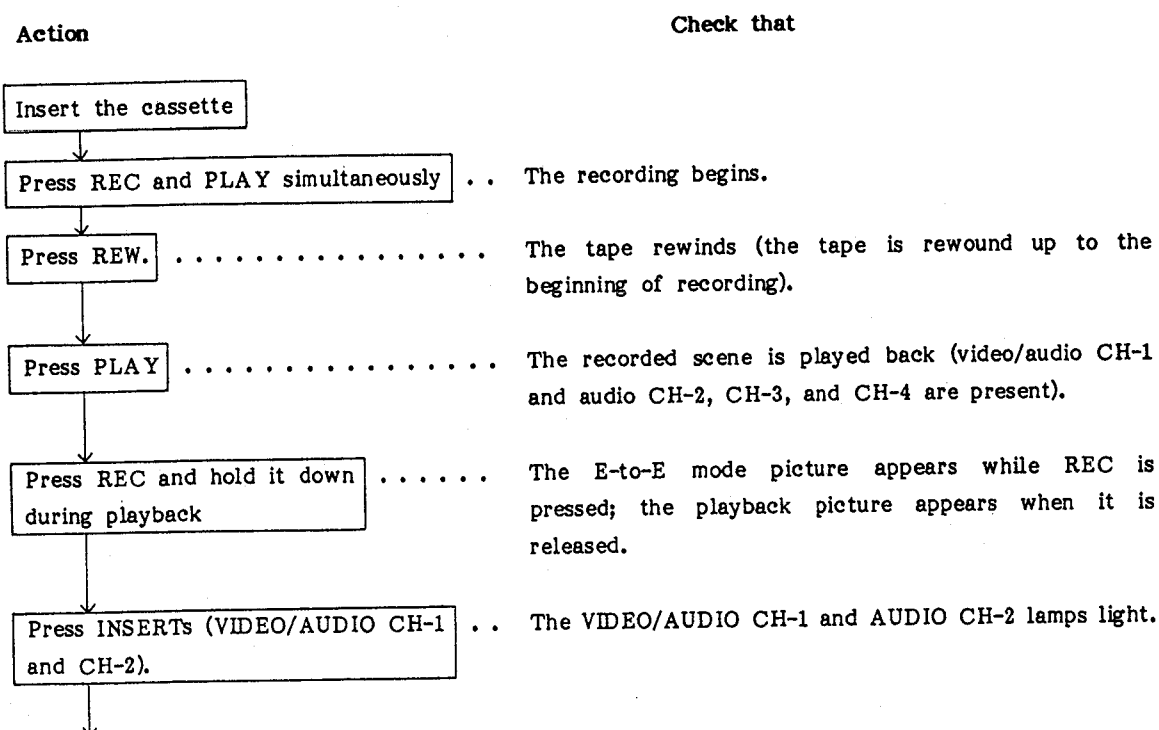 Action
Check that
Insert the cassette
Press REC and PLAY simultaneously . . The recording begins.
Press REW. . . . . . . . . . . . . . . . . The tape rewinds (the tape is rewound up to the
beginning of recording).
Press PLAY . . . . . . . . . . . . . . . . The recorded scene is played back (video/audio CH-1
and audio CH-2, CH-3, and CH-4 are present).
Press REC and hold it down . . . . . . The E-to-E mode picture appears while REC is
during playback
pressed; the playback picture appears when it is
released.
Press INSERTs (VIDEO/AUDIO CH-1 . . The VIDEO/AUDIO CH-1 and AUDIO CH-2 lamps light.
and CH-2).